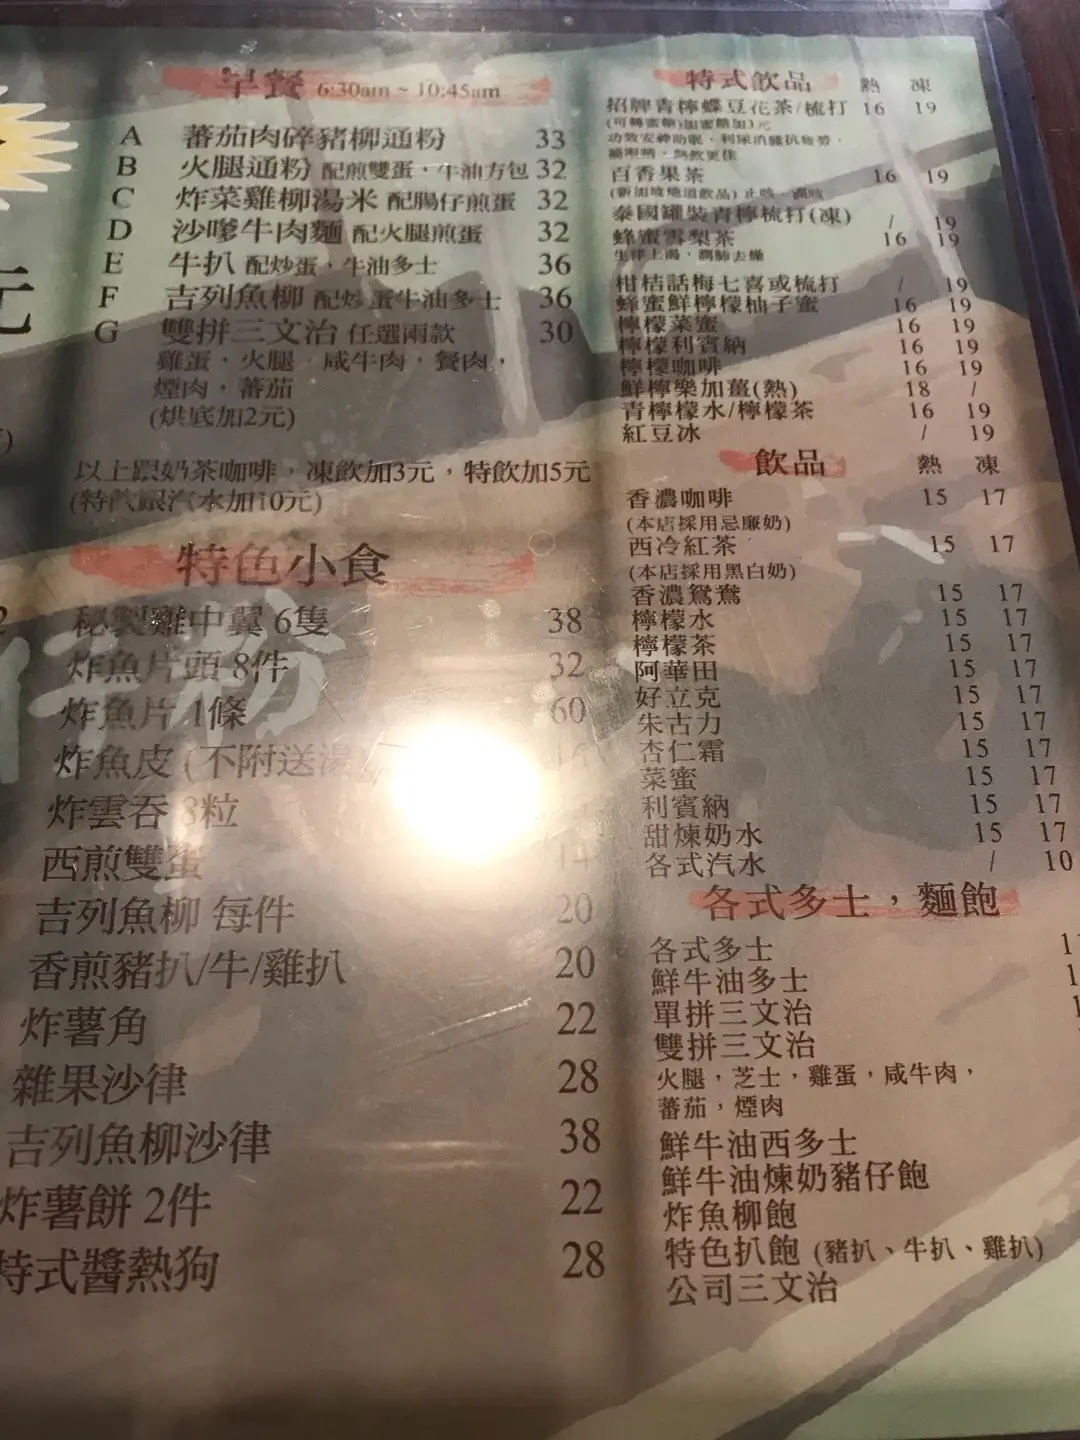 早餐 6:30am ~ 10:45am
A 蕃茄肉碎豬柳通粉 33
B 火腿通粉 配煎雙蛋，牛油方包 32
C 炸菜雞柳湯米 配腸仔煎蛋 32
D 沙嗲牛肉麵 配火腿煎蛋 32
E 牛扒 配炒蛋，牛油多士 36
F 吉列魚柳 配炒蛋牛油多士 36
G 雙拼三文治 任選兩款 30
雞蛋，火腿，咸牛肉，餐肉，
煙肉，蕃茄
(烘底加2元)
以上跟奶茶咖啡，凍飲加3元，特飲加5元
(特飲跟汽水加10元)
特色小食
秘製雞中翼 6隻 38
炸魚片頭 8件 32
炸魚片 1條 60
炸魚皮 (不附送湯) 16
炸雲吞 8粒
西煎雙蛋 14
吉列魚柳 每件 20
香煎豬扒/牛/雞扒 20
炸薯角 22
雜果沙律 28
吉列魚柳沙律 38
炸薯餅 2件 22
特式醬熱狗 28
特式飲品 熱 凍
招牌青檸蝶豆花茶/梳打 16 19
(可轉蜜糖)加蜜糖加3元
百香果茶 16 19
(新加坡地道飲品)
泰國罐裝青檸梳打(凍) / 19
蜂蜜雪梨茶 16 19
柑桔話梅七喜或梳打 / 19
蜂蜜鮮檸檬柚子蜜 16 19
檸檬菜蜜 16 19
檸檬利賓納 16 19
檸檬咖啡 16 19
鮮檸樂加薑(熱) 18 /
青檸檬水/檸檬茶 16 19
紅豆冰 / 19
飲品 熱 凍
香濃咖啡 15 17
(本店採用忌廉奶)
西冷紅茶 15 17
(本店採用黑白奶)
香濃鴛鴦 15 17
檸檬水 15 17
檸檬茶 15 17
阿華田 15 17
好立克 15 17
朱古力 15 17
杏仁霜 15 17
菜蜜 15 17
利賓納 15 17
甜煉奶水 15 17
各式汽水 / 10
各式多士，麵飽
各式多士
鮮牛油多士
單拼三文治
雙拼三文治
火腿，芝士，雞蛋，咸牛肉，
蕃茄，煙肉
鮮牛油西多士
鮮牛油煉奶豬仔飽
炸魚柳飽
特色扒飽 (豬扒、牛扒、雞扒)
公司三文治